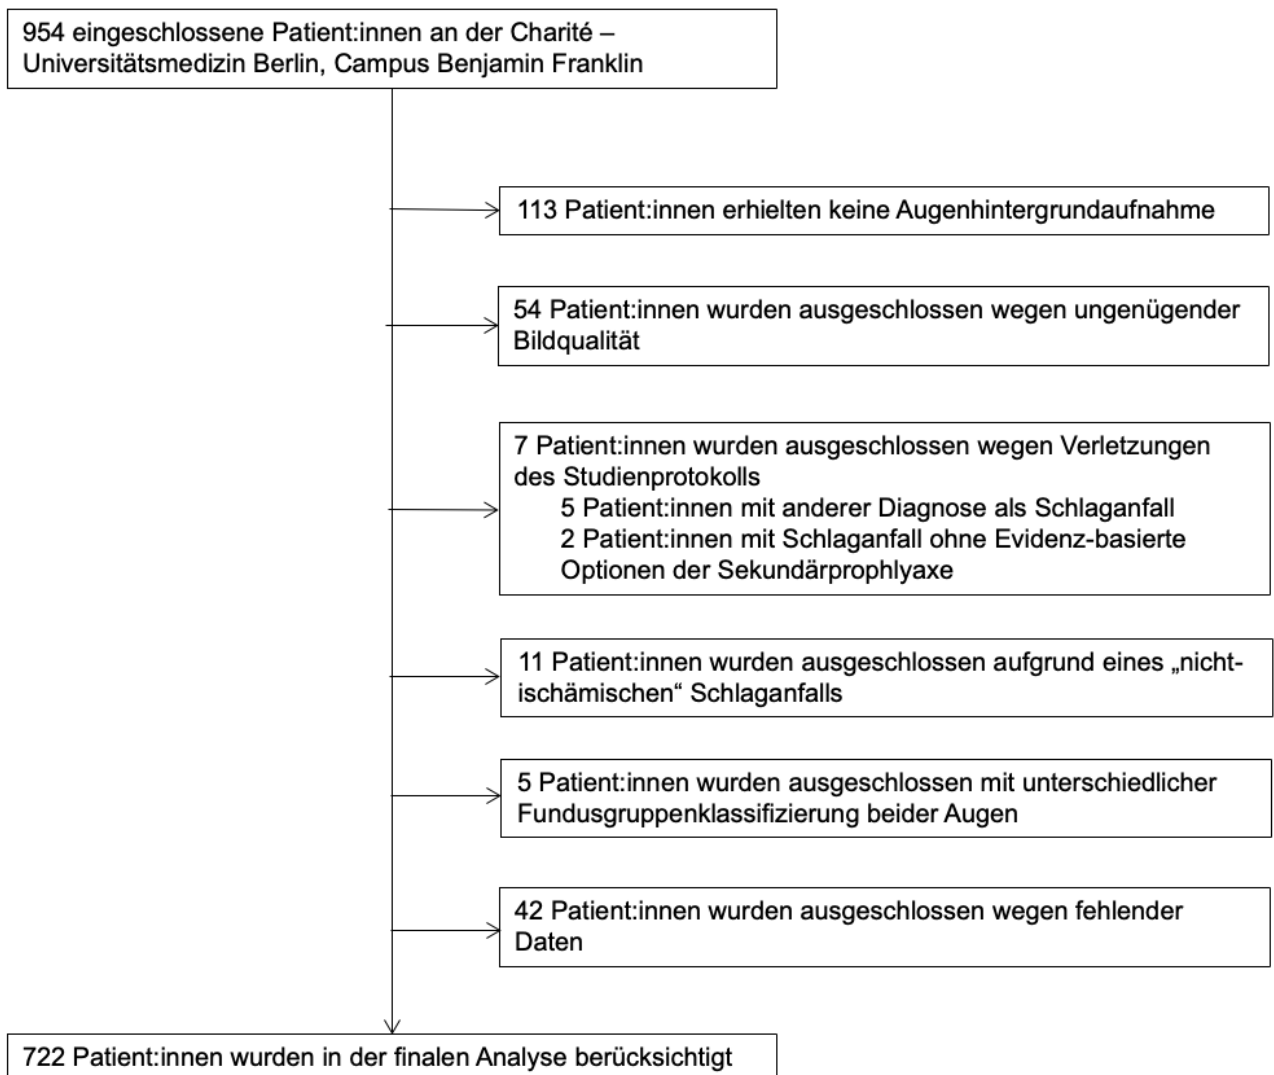 954 eingeschlossene Patient:innen an der Charité –
Universitätsmedizin Berlin, Campus Benjamin Franklin
113 Patient:innen erhielten keine Augenhintergrundaufnahme
54 Patient:innen wurden ausgeschlossen wegen ungenügender
Bildqualität
7 Patient:innen wurden ausgeschlossen wegen Verletzungen
des Studienprotokolls
5 Patient:innen mit anderer Diagnose als Schlaganfall
2 Patient:innen mit Schlaganfall ohne Evidenz-basierte
Optionen der Sekundärprophlyaxe
11 Patient:innen wurden ausgeschlossen aufgrund eines „nicht-
ischämischen“ Schlaganfalls
5 Patient:innen wurden ausgeschlossen mit unterschiedlicher
Fundusgruppenklassifizierung beider Augen
42 Patient:innen wurden ausgeschlossen wegen fehlender
Daten
722 Patient:innen wurden in der finalen Analyse berücksichtigt